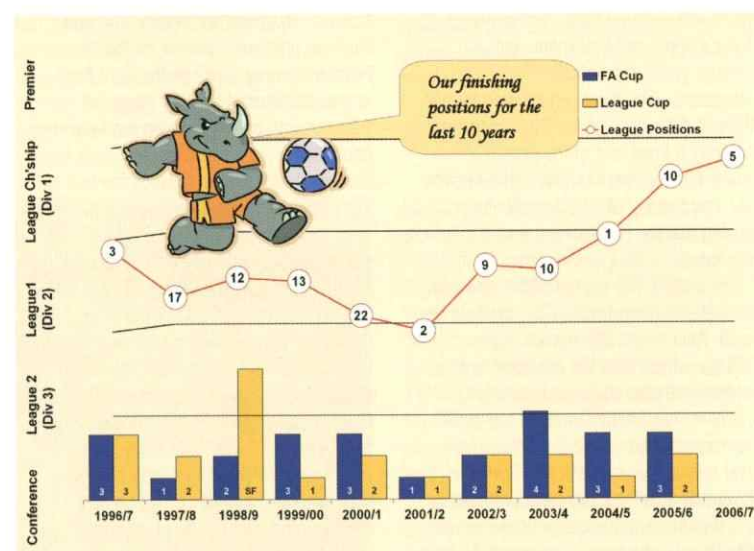 Our finishing
positions for the
last 10 years
FA Cup
League Cup
League Positions
Premier
League Ch'ship
(Div 1)
League1
(Div 2)
League 2
(Div 3)
Conference
3
17
12
13
22
2
9
10
1
10
5
3 3
1 2
2 SF
3 1
3 2
1 1
2 2
4 2
3 1
3 2
1996/7 1997/8 1998/9 1999/00 2000/1 2001/2 2002/3 2003/4 2004/5 2005/6 2006/7